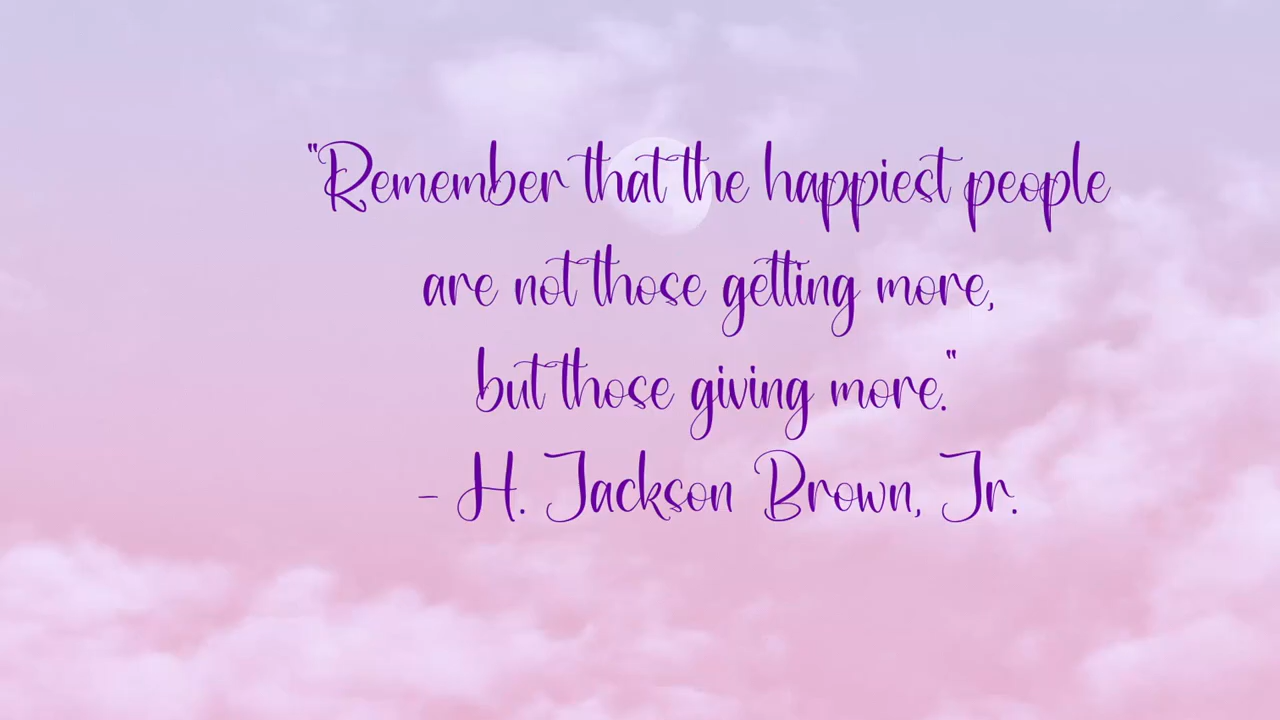 "Remember that the happiest people
are not those getting more,
but those giving more."
- H. Jackson Brown, Jr.